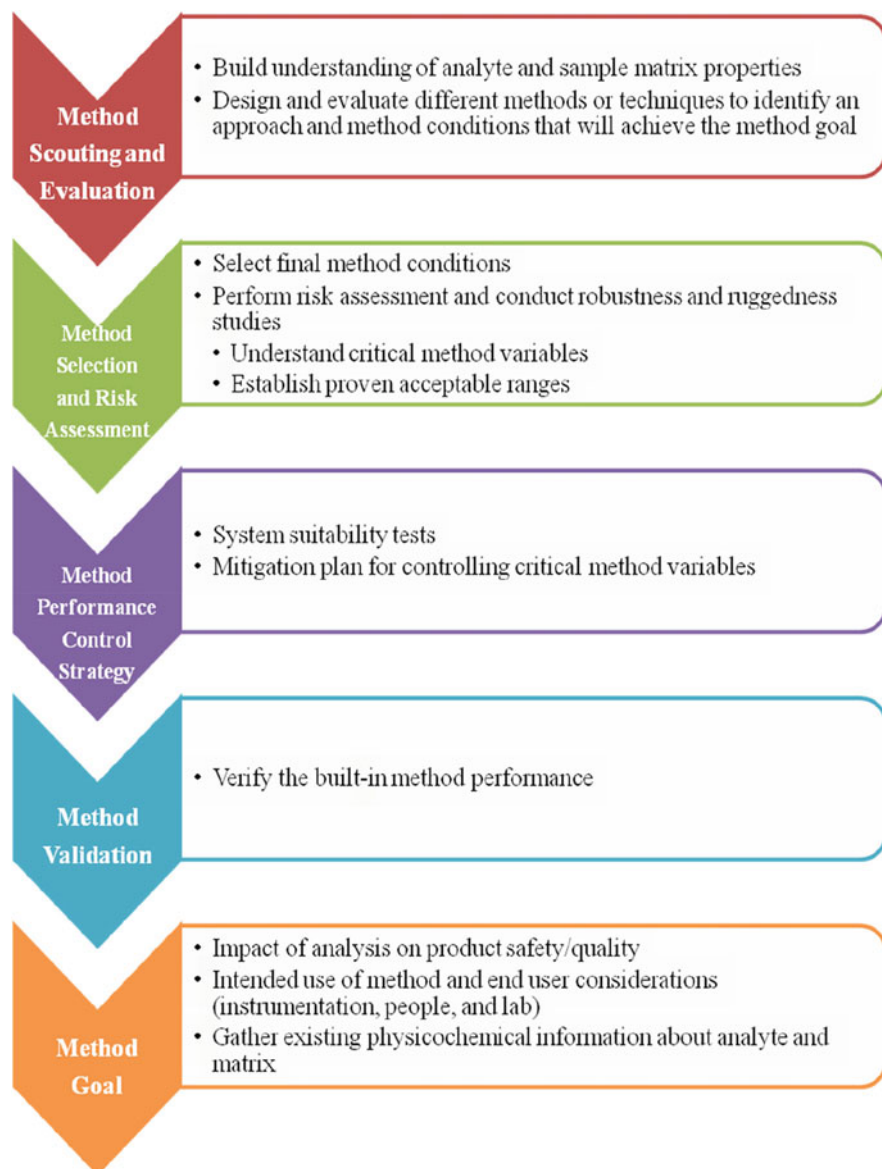 Method
Scouting and
Evaluation
• Build understanding of analyte and sample matrix properties
• Design and evaluate different methods or techniques to identify an
approach and method conditions that will achieve the method goal
Method
Selection
and Risk
Assessment
• Select final method conditions
• Perform risk assessment and conduct robustness and ruggedness
studies
• Understand critical method variables
• Establish proven acceptable ranges
Method
Performance
Control
Strategy
• System suitability tests
• Mitigation plan for controlling critical method variables
Method
Validation
• Verify the built-in method performance
Method
Goal
• Impact of analysis on product safety/quality
• Intended use of method and end user considerations
(instrumentation, people, and lab)
• Gather existing physicochemical information about analyte and
matrix